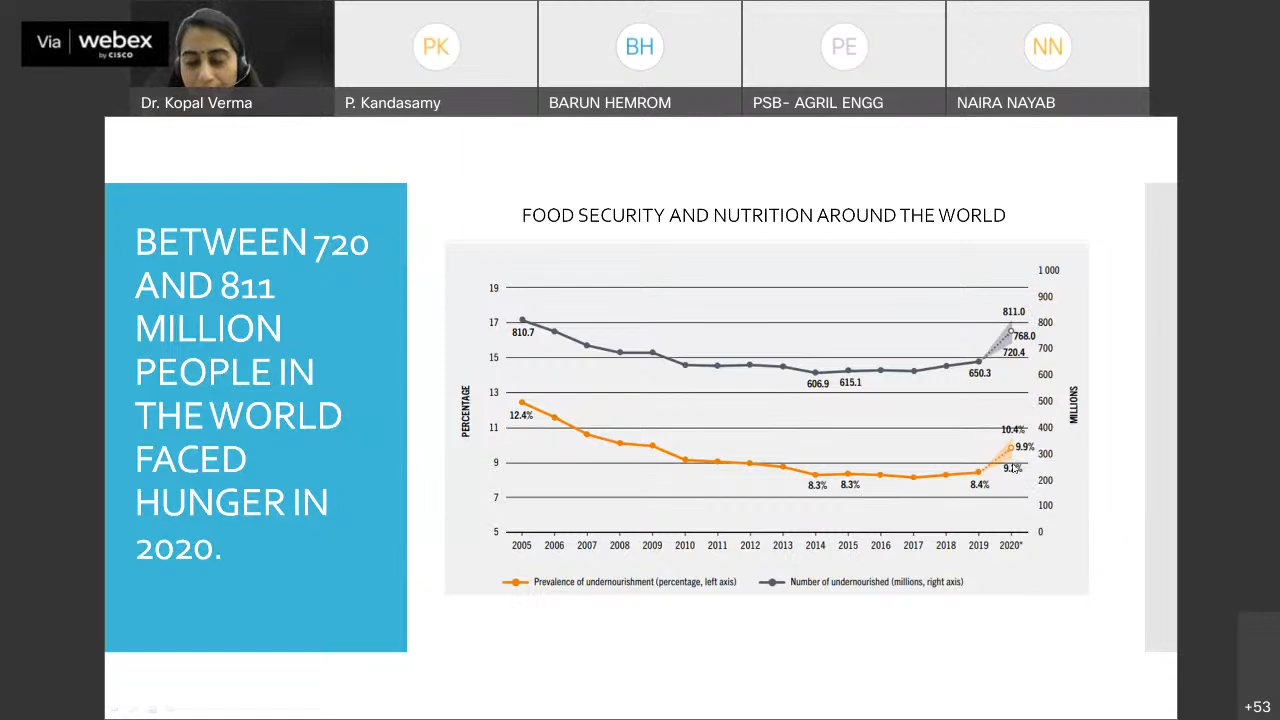 Via webex
by CISCO
PK
BH
PE
NN
Dr. Kopal Verma
P. Kandasamy
BARUN HEMROM
PSB- AGRIL ENGG
NAIRA NAYAB
BETWEEN 720
AND 811
MILLION
PEOPLE IN
THE WORLD
FACED
HUNGER IN
2020.
FOOD SECURITY AND NUTRITION AROUND THE WORLD
PERCENTAGE
19
17
15
13
11
9
7
5
810.7
606.9
615.1
650.3
811.0
768.0
720.4
12.4%
8.3%
8.3%
8.4%
10.4%
9.9%
1 000
900
800
700
600
500
400
300
200
100
0
MILLIONS
2005 2006 2007 2008 2009 2010 2011 2012 2013 2014 2015 2016 2017 2018 2019 2020*
Prevalence of undernourishment (percentage, left axis)
Number of undernourished (millions, right axis)
+53